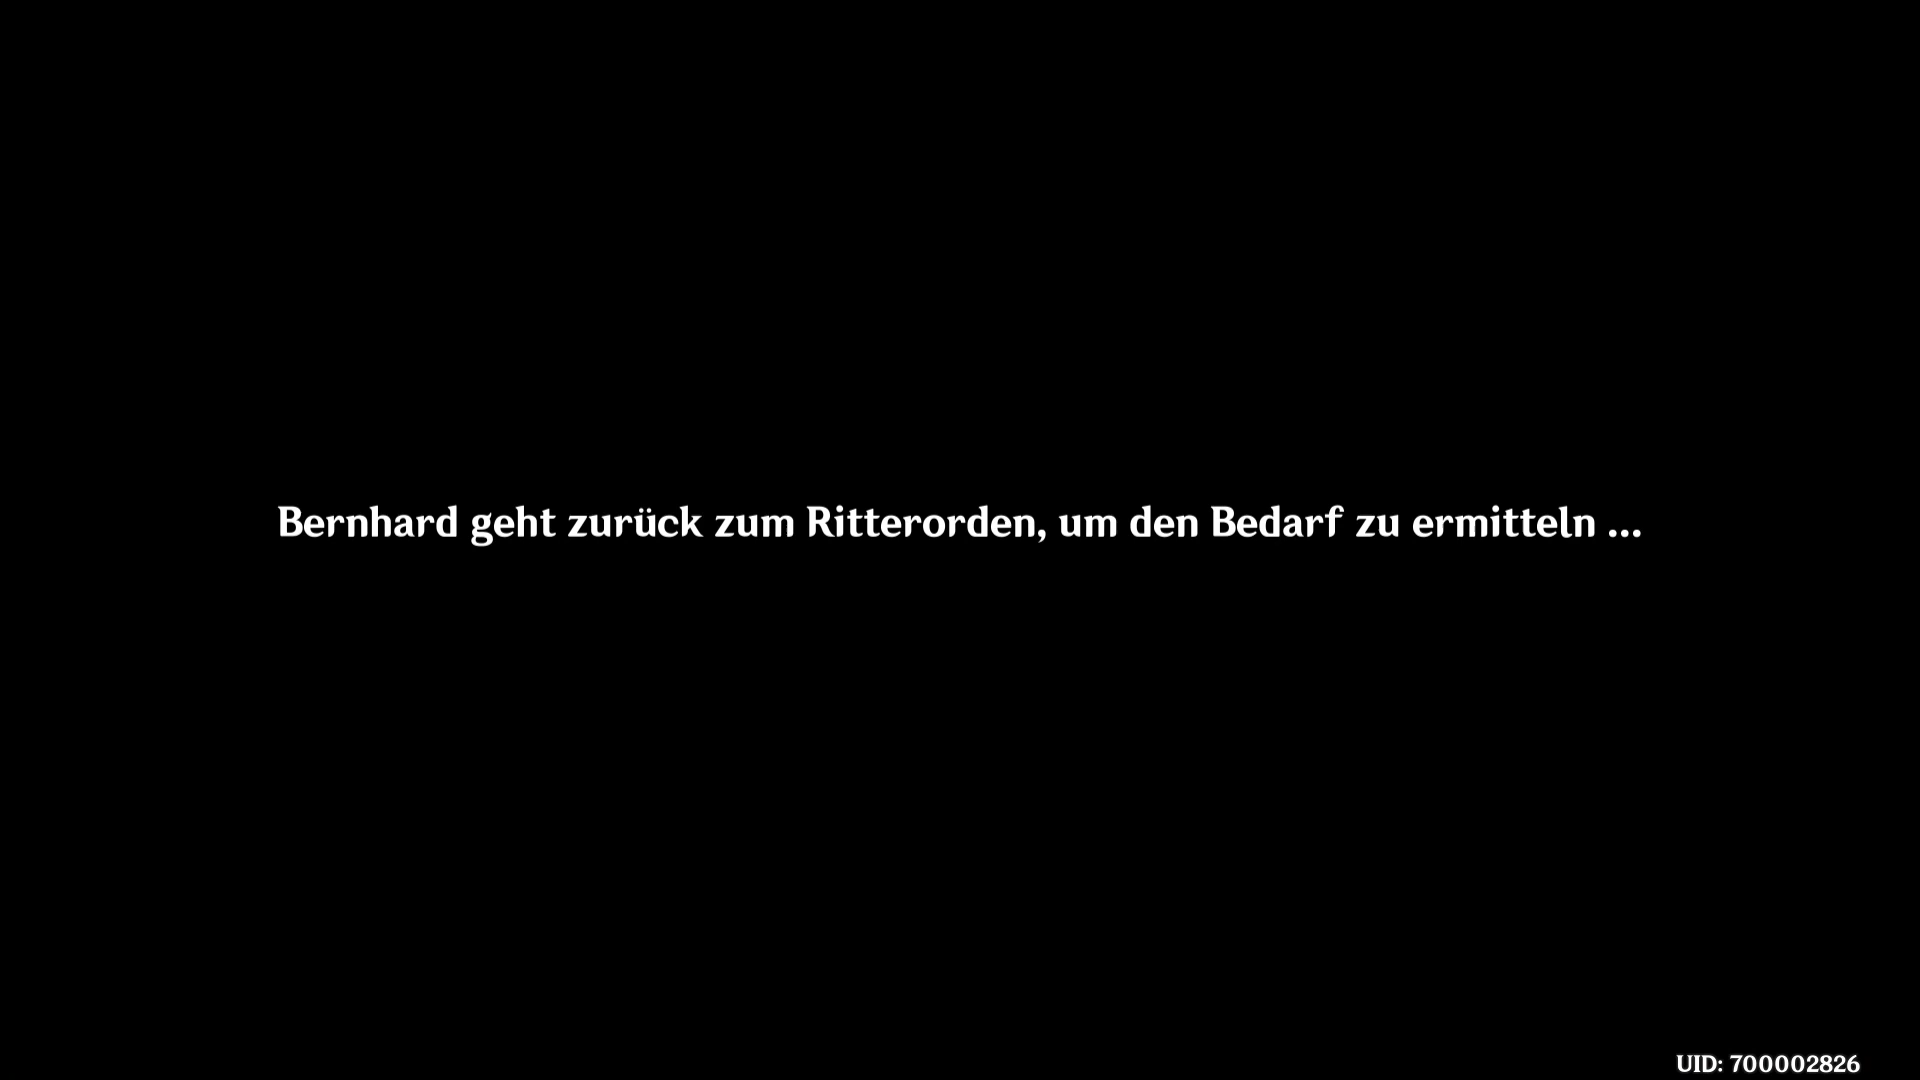 Bernhard geht zurück zum Ritterorden, um den Bedarf zu ermitteln ...
UID: 700002826